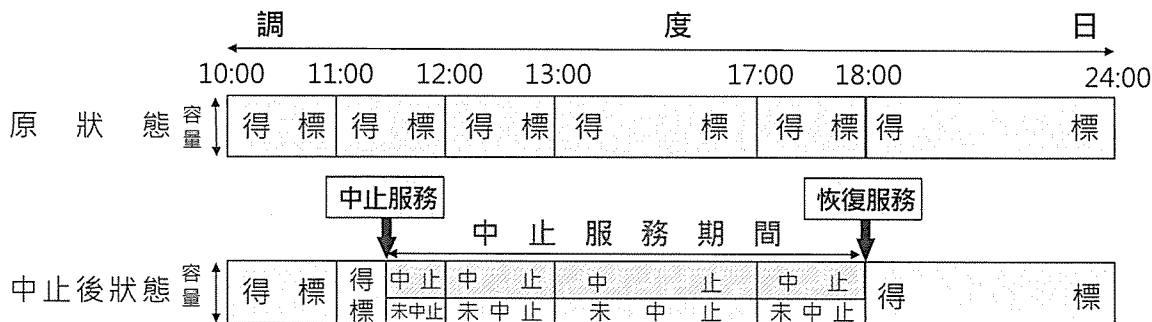 調 度 日
10:00 11:00 12:00 13:00 17:00 18:00 24:00
原狀態 容量 得標 得標 得標 得標 得標 得標
中止服務 恢復服務
中止服務期間
中止後狀態 容量 得標 得標 中止 中止 中止 中止 得標
未中止 未中止 未中止 未中止